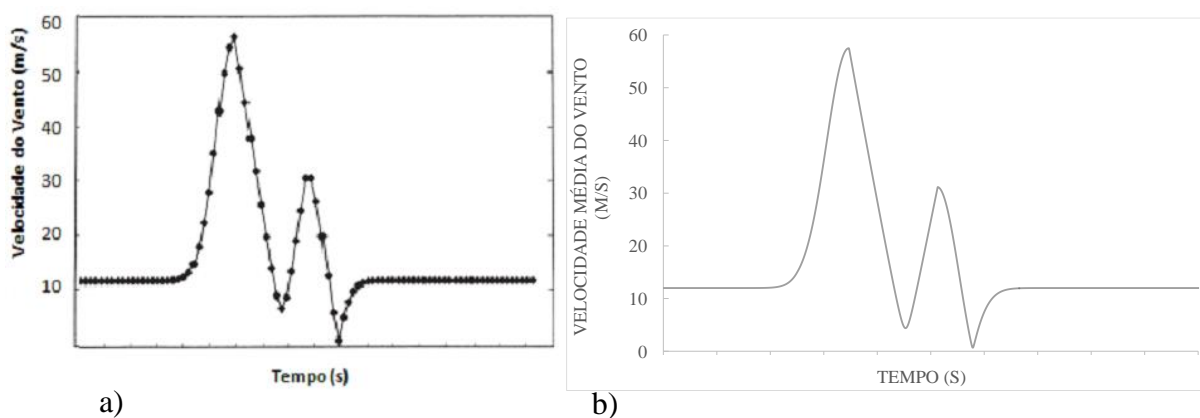 60
50
40
30
20
10
Velocidade do Vento (m/s)
Tempo (s)
a)
60
50
40
30
20
10
0
VELOCIDADE MÉDIA DO VENTO
(M/S)
TEMPO (S)
b)